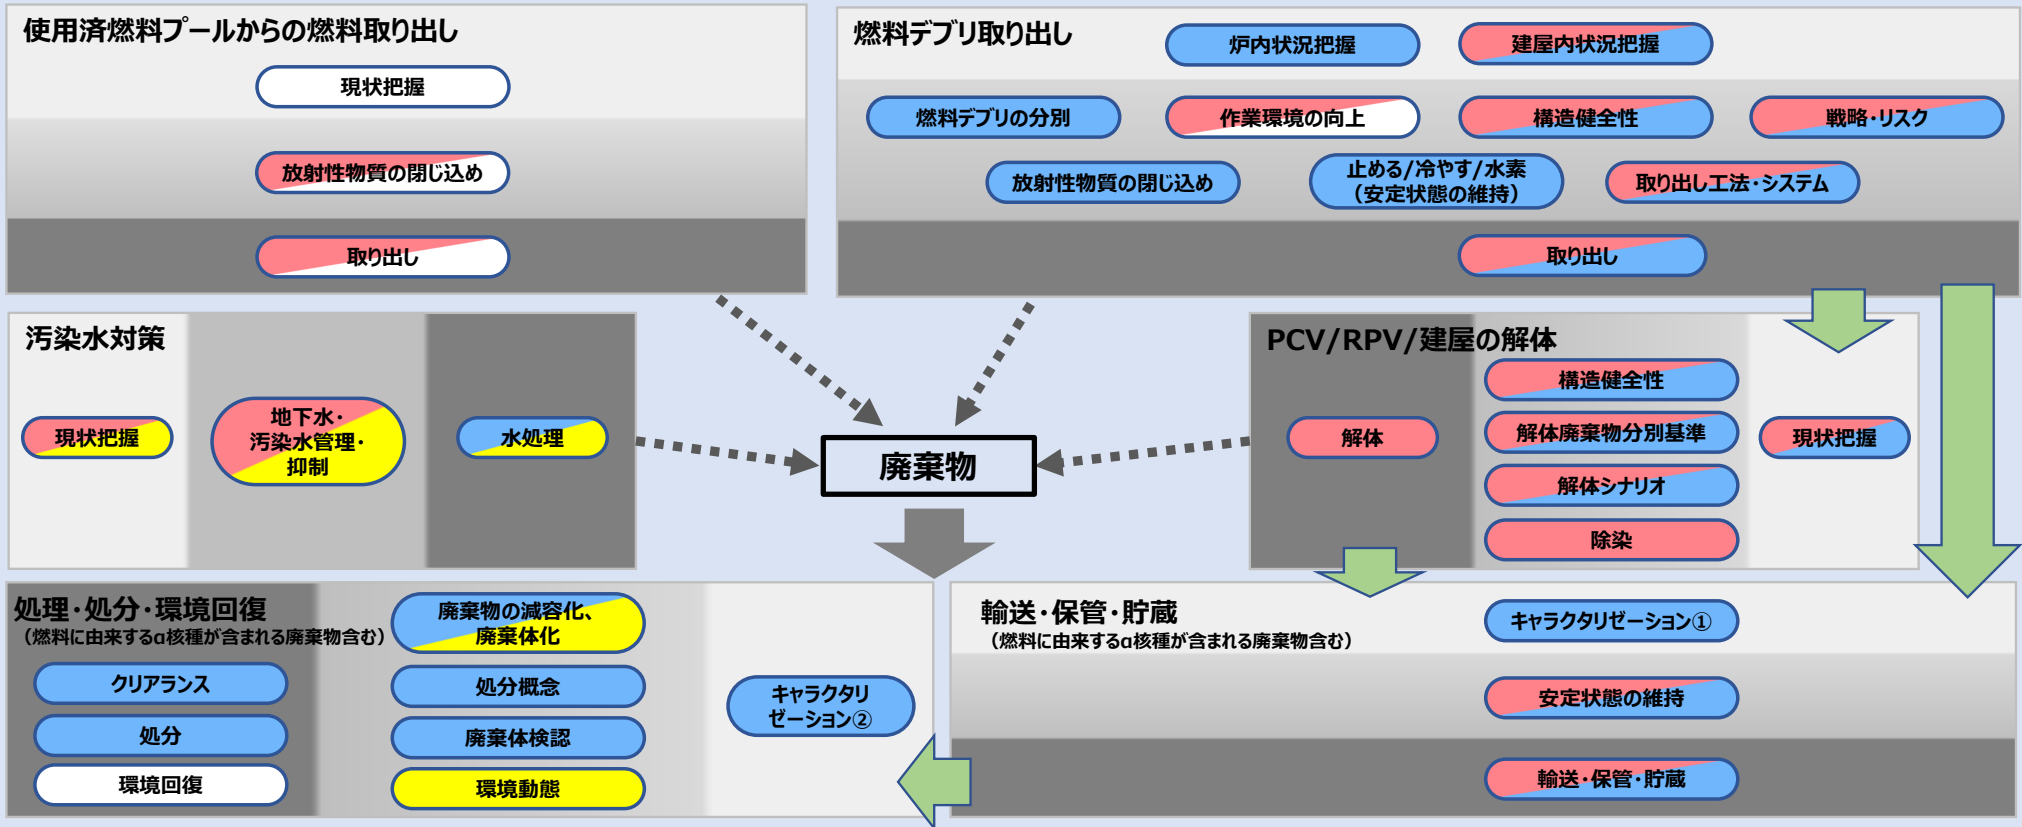 使用済燃料プールからの燃料取り出し
現状把握
放射性物質の閉じ込め
取り出し
燃料デブリ取り出し
炉内状況把握
建屋内状況把握
燃料デブリの分別
作業環境の向上
構造健全性
戦略・リスク
放射性物質の閉じ込め
止める/冷やす/水素
（安定状態の維持）
取り出し工法・システム
取り出し
汚染水対策
現状把握
地下水・
汚染水管理・
抑制
水処理
廃棄物
PCV/RPV/建屋の解体
解体
構造健全性
解体廃棄物分別基準
解体シナリオ
除染
現状把握
処理・処分・環境回復
（燃料に由来するα核種が含まれる廃棄物含む）
クリアランス
処分
環境回復
廃棄物の減容化、
廃棄体化
処分概念
廃棄体検認
環境動態
キャラクタリ
ゼーション②
輸送・保管・貯蔵
（燃料に由来するα核種が含まれる廃棄物含む）
キャラクタリゼーション①
安定状態の維持
輸送・保管・貯蔵